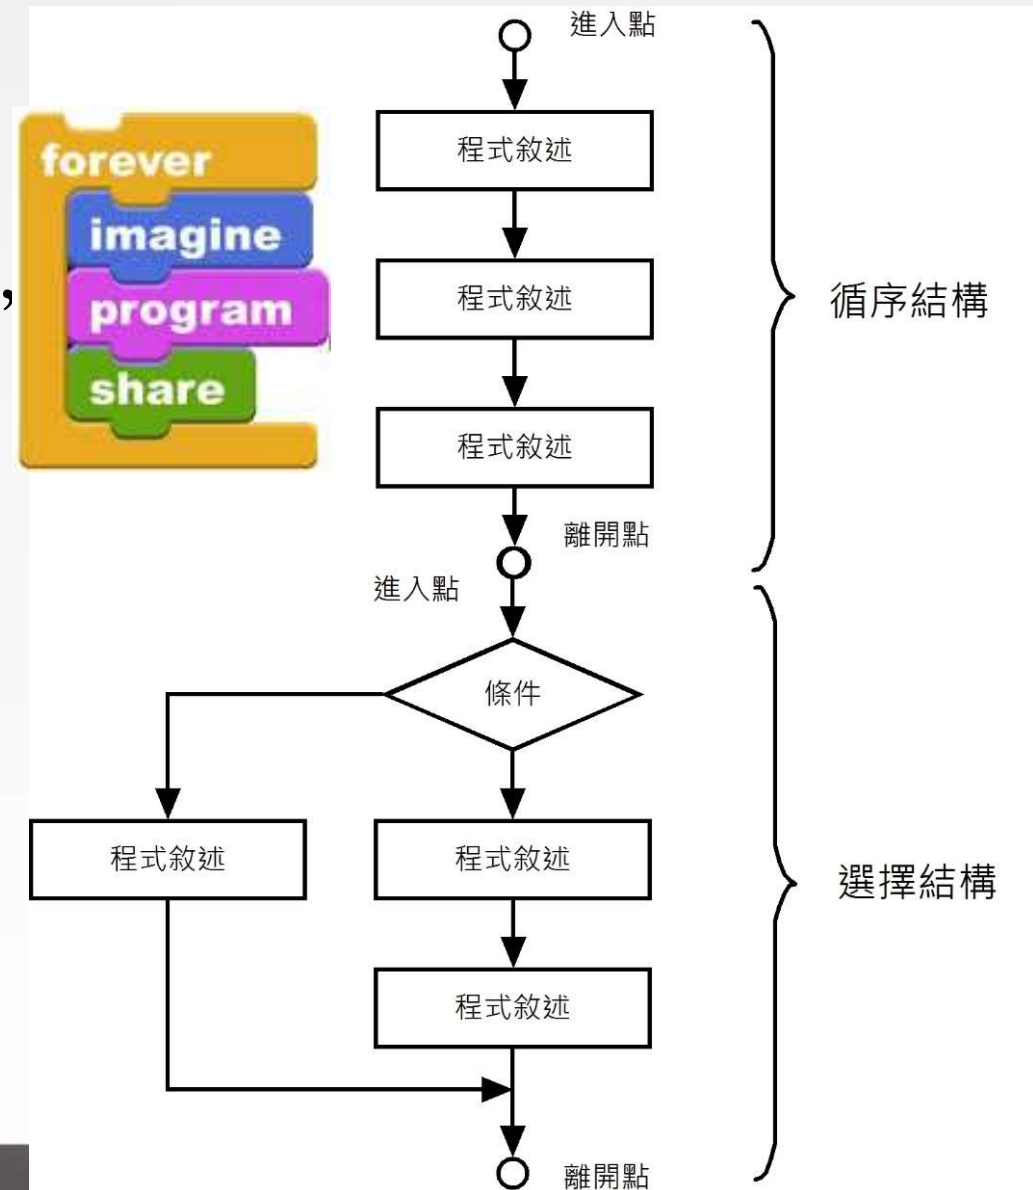 進入點
forever
imagine
program
share
,
程式敘述
程式敘述
程式敘述
循序結構
離開點
進入點
條件
程式敘述
程式敘述
程式敘述
選擇結構
離開點